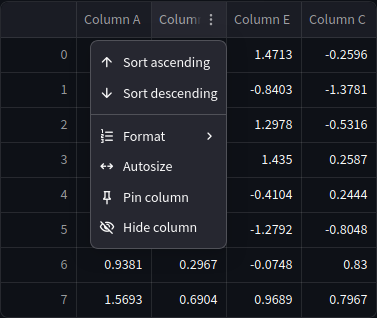 Column A Colum Column E Column C
0 1.4713 -0.2596
Sort ascending
1 -0.8403 -1.3781
Sort descending
2 1.2978 -0.5316
Format
3 1.435 0.2587
Autosize
4 -0.4104 0.2444
Pin column
5 -1.2792 -0.8048
Hide column
6 0.9381 0.2967 -0.0748 0.83
7 1.5693 0.6904 0.9689 0.7967